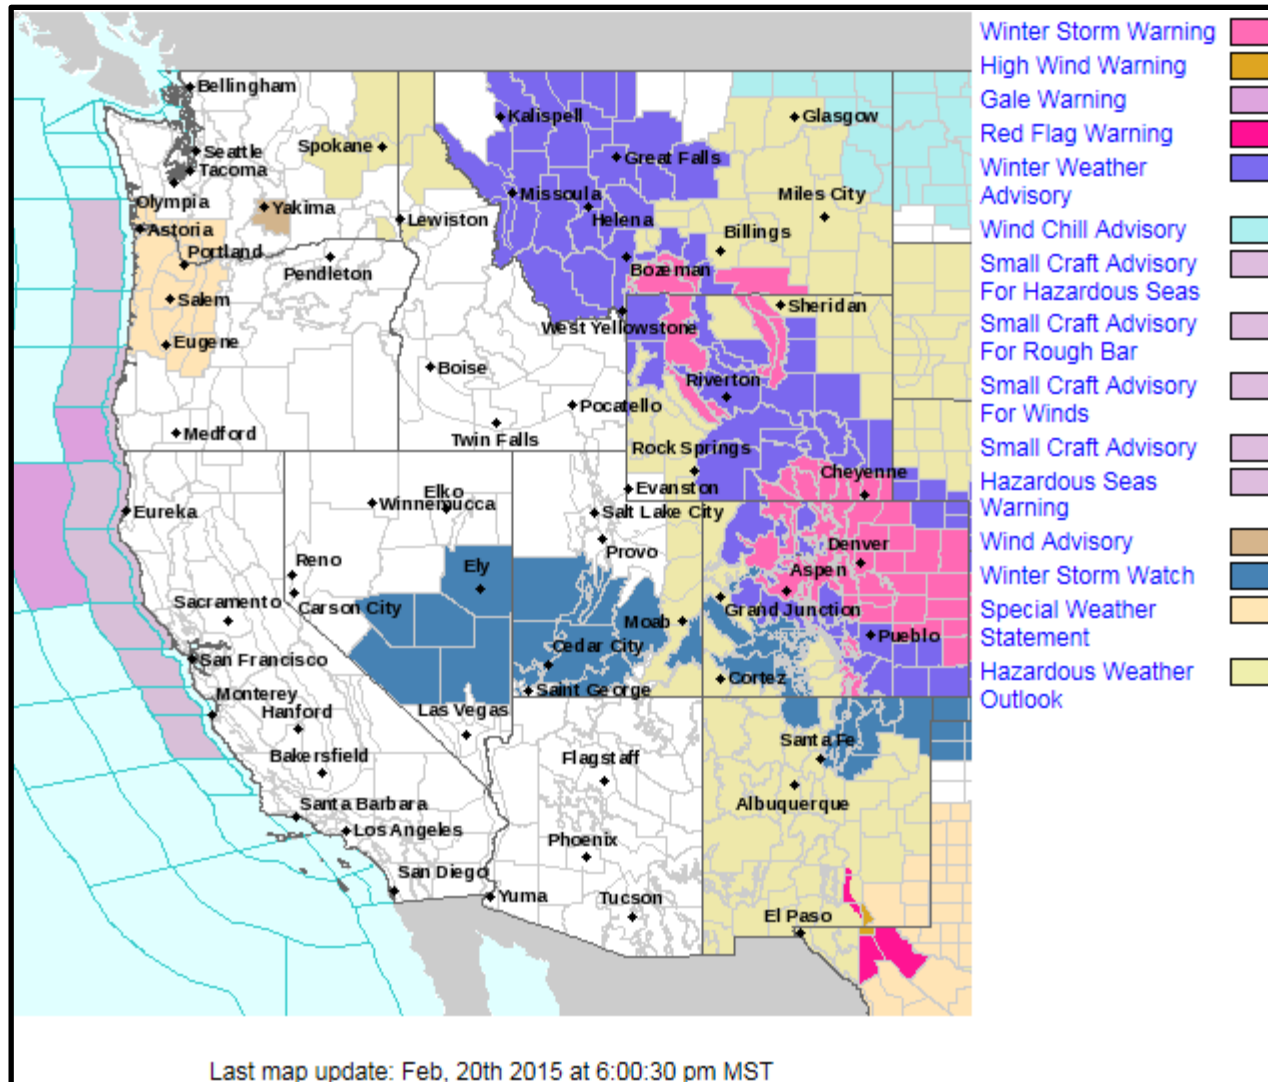 Bellingham
Seattle
Tacoma
Olympia
Spokane
Yakima
Astoria
Portland
Lewiston
Pendleton
Salem
Eugene
Medford
Kalispell
Great Falls
Missoula
Helena
Bozeman
West Yellowstone
Glasgow
Miles City
Billings
Sheridan
Boise
Pocatello
Twin Falls
Riverton
Rock Springs
Evanston
Cheyenne
Eureka
Winnemucca
Elko
Reno
Carson City
Ely
Salt Lake City
Provo
Sacramento
San Francisco
Monterey
Hanford
Bakersfield
Las Vegas
Cedar City
Saint George
Moab
Grand Junction
Aspen
Denver
Pueblo
Cortez
Santa Barbara
Los Angeles
San Diego
Yuma
Flagstaff
Phoenix
Tucson
Santa Fe
Albuquerque
El Paso
Winter Storm Warning
High Wind Warning
Gale Warning
Red Flag Warning
Winter Weather
Advisory
Wind Chill Advisory
Small Craft Advisory
For Hazardous Seas
Small Craft Advisory
For Rough Bar
Small Craft Advisory
For Winds
Small Craft Advisory
Hazardous Seas
Warning
Wind Advisory
Winter Storm Watch
Special Weather
Statement
Hazardous Weather
Outlook
Last map update: Feb, 20th 2015 at 6:00:30 pm MST